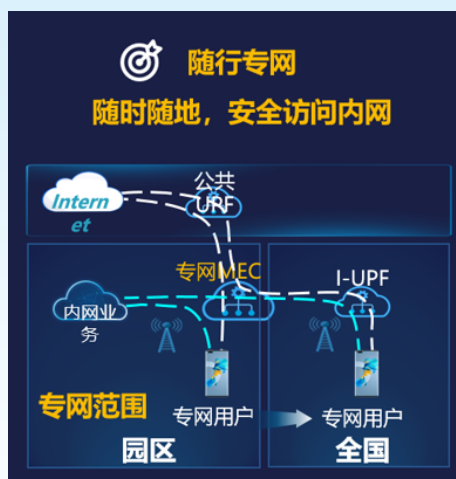 随行专网
随时随地，安全访问内网
公共
UPF
Intern
et
专网MEC
I-UPF
内网业
务
专网范围
专网用户
专网用户
园区
全国